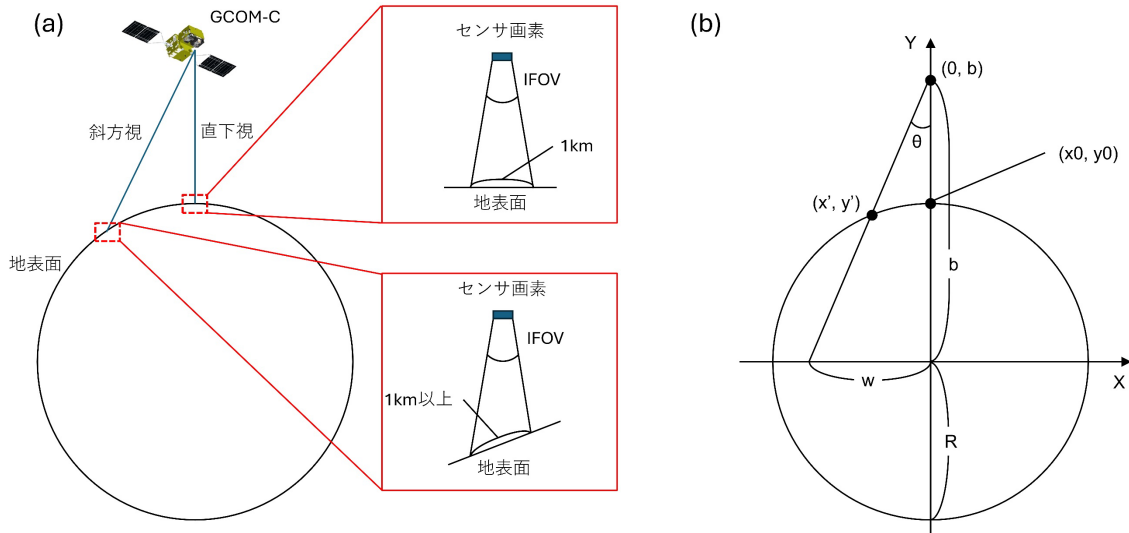 (a)
GCOM-C
斜方視
直下視
地表面
センサ画素
IFOV
1km
地表面
センサ画素
IFOV
1km以上
地表面
(b)
Y
(0, b)
θ
(x0, y0)
(x', y')
b
w
X
R